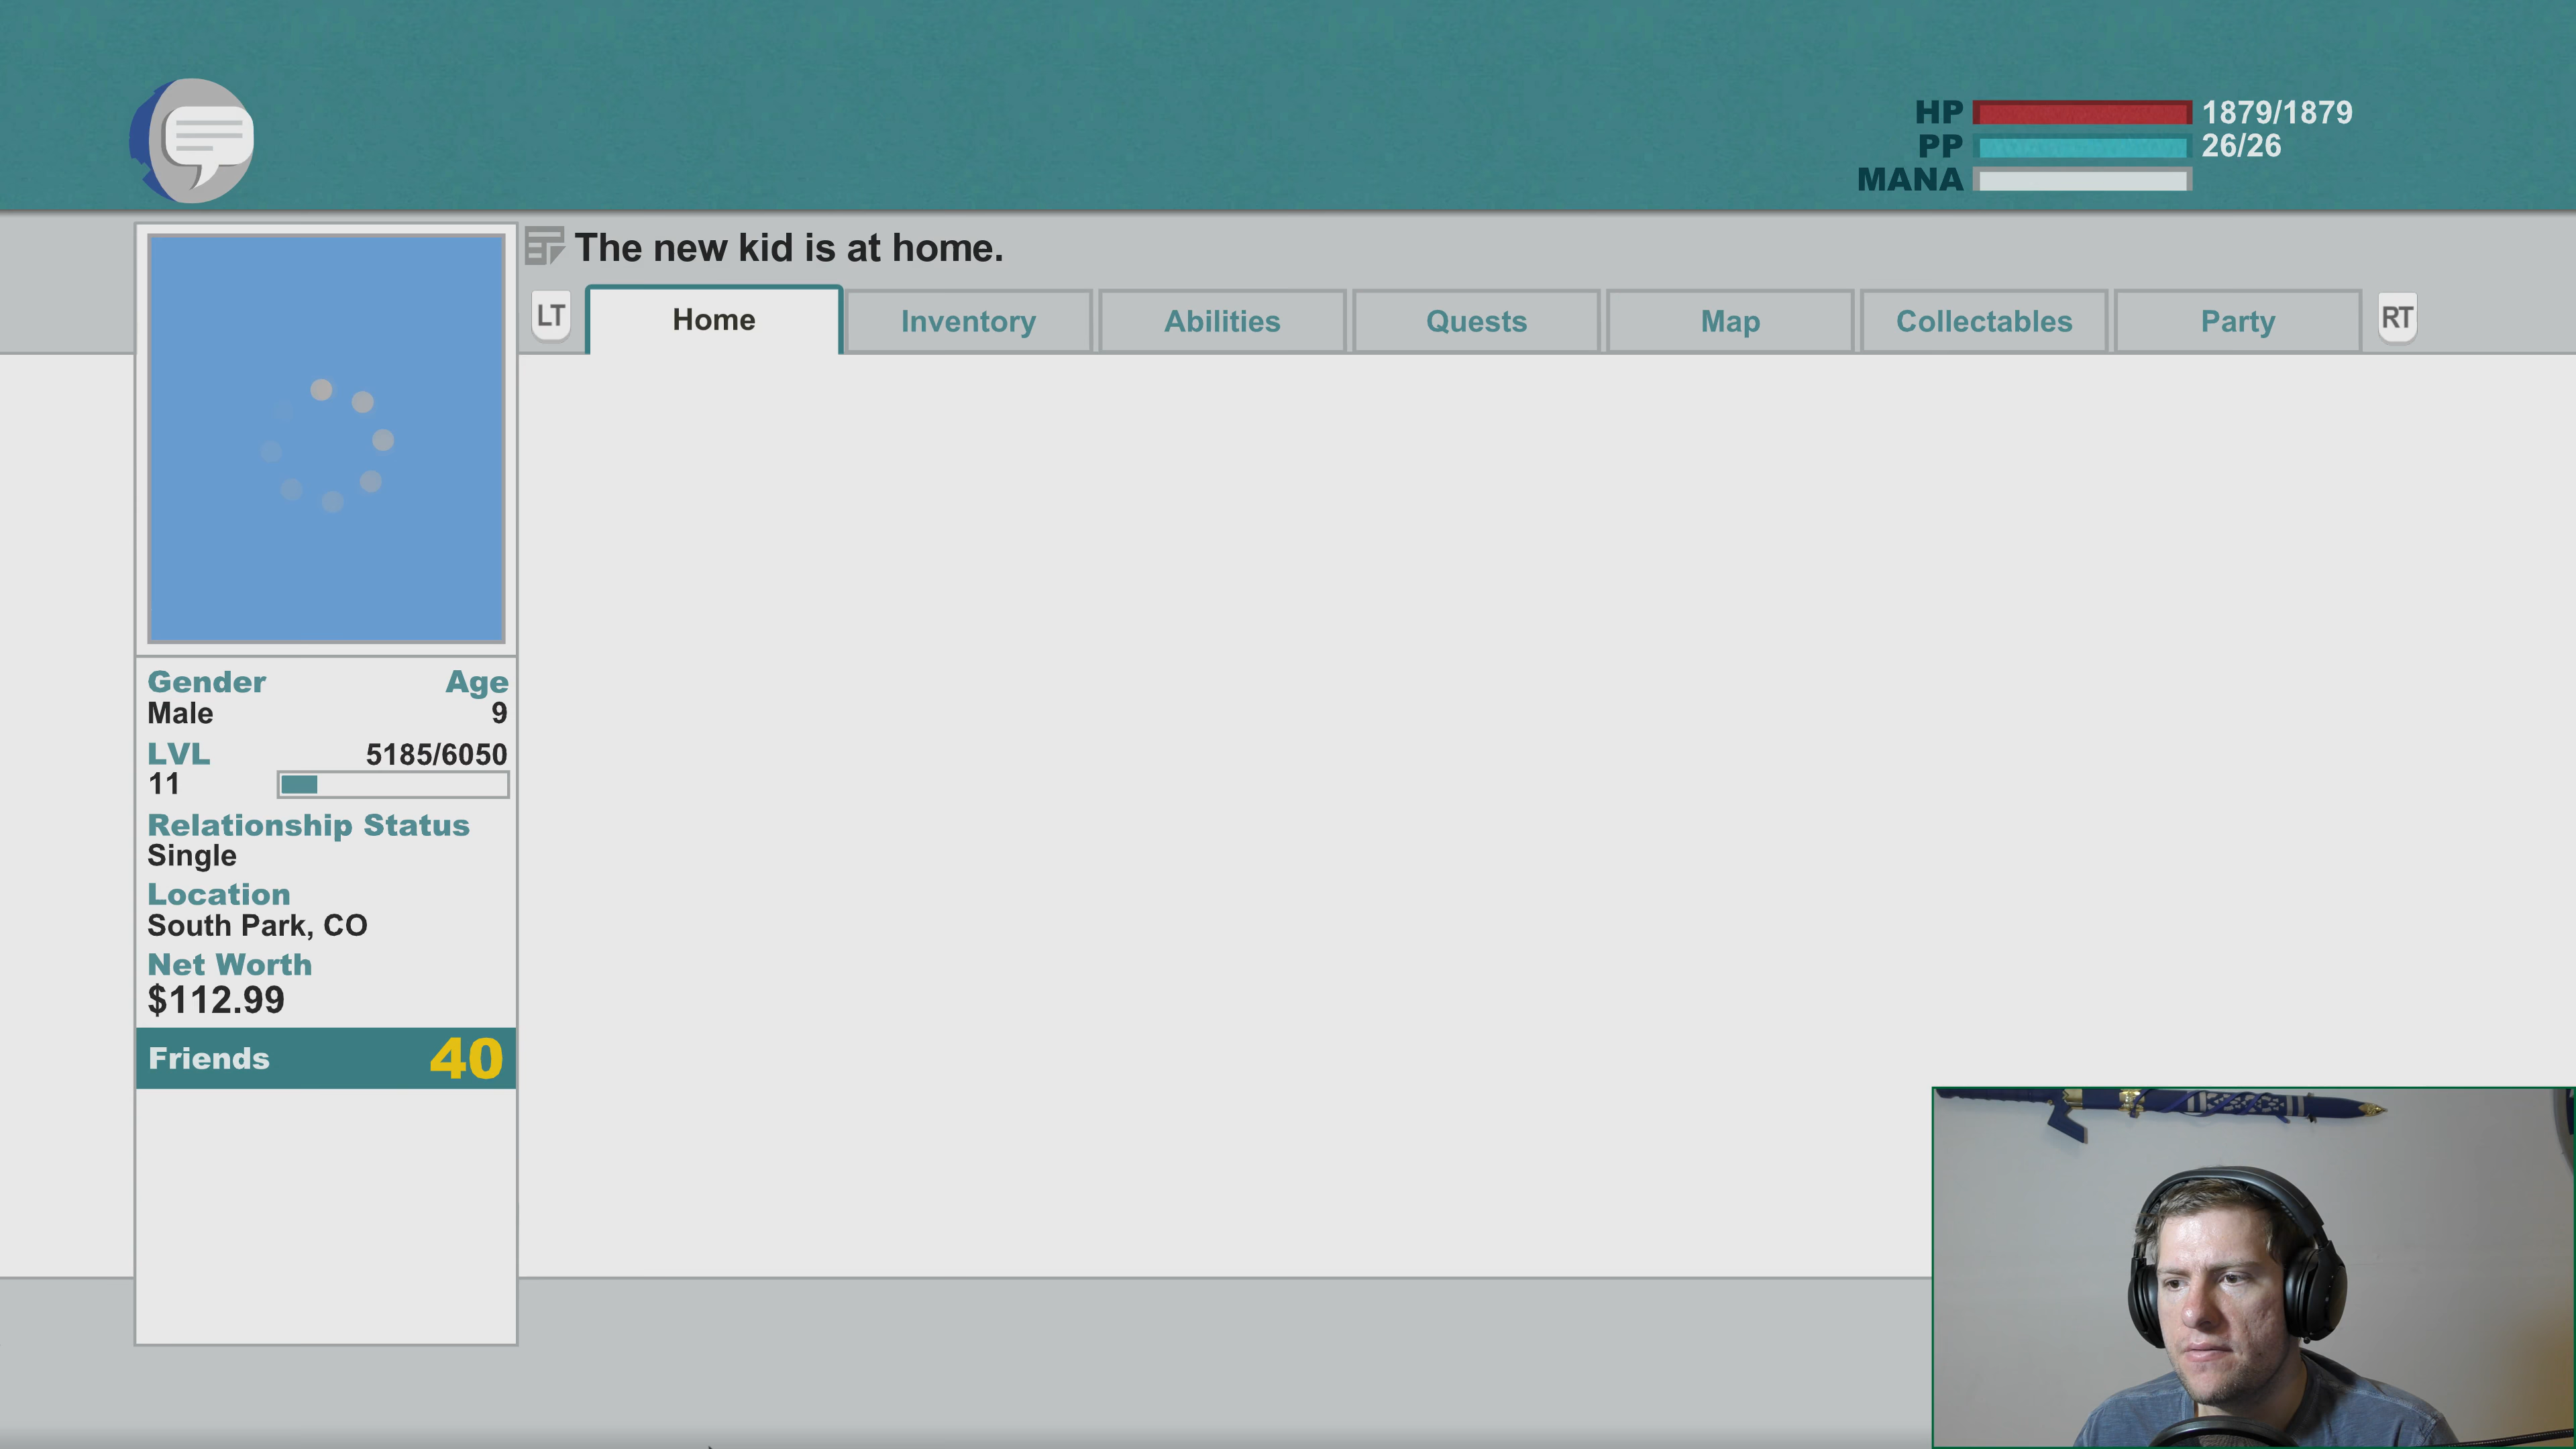 HP 1879/1879
PP 26/26
MANA
The new kid is at home.
LT Home Inventory Abilities Quests Map Collectables Party RT
Gender Age
Male 9
LVL 5185/6050
11
Relationship Status
Single
Location
South Park, CO
Net Worth
$112.99
Friends 40